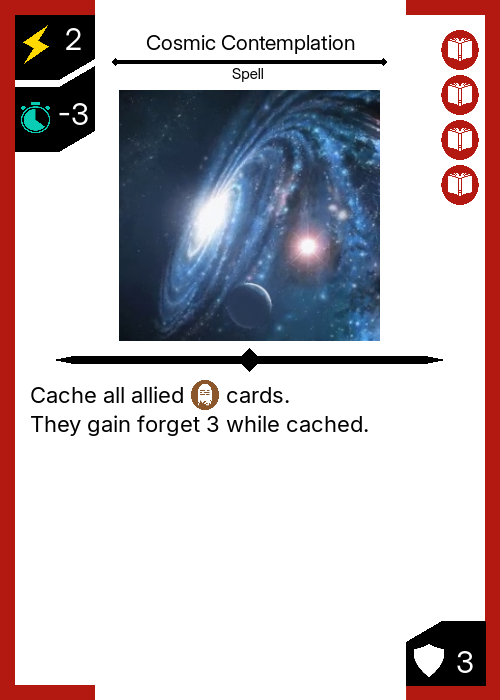 2
Cosmic Contemplation
Spell
-3
Cache all allied cards.
They gain forget 3 while cached.
3